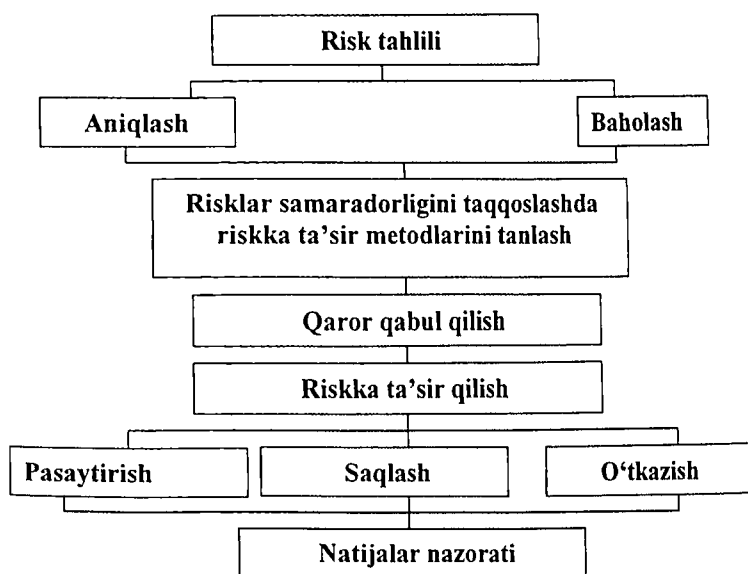 Risk tahlili
Aniqlash
Baholash
Risklar samaradorligini taqqoslashda
riskka ta’sir metodlarini tanlash
Qaror qabul qilish
Riskka ta’sir qilish
Pasaytirish
Saqlash
O‘tkazish
Natijalar nazorati